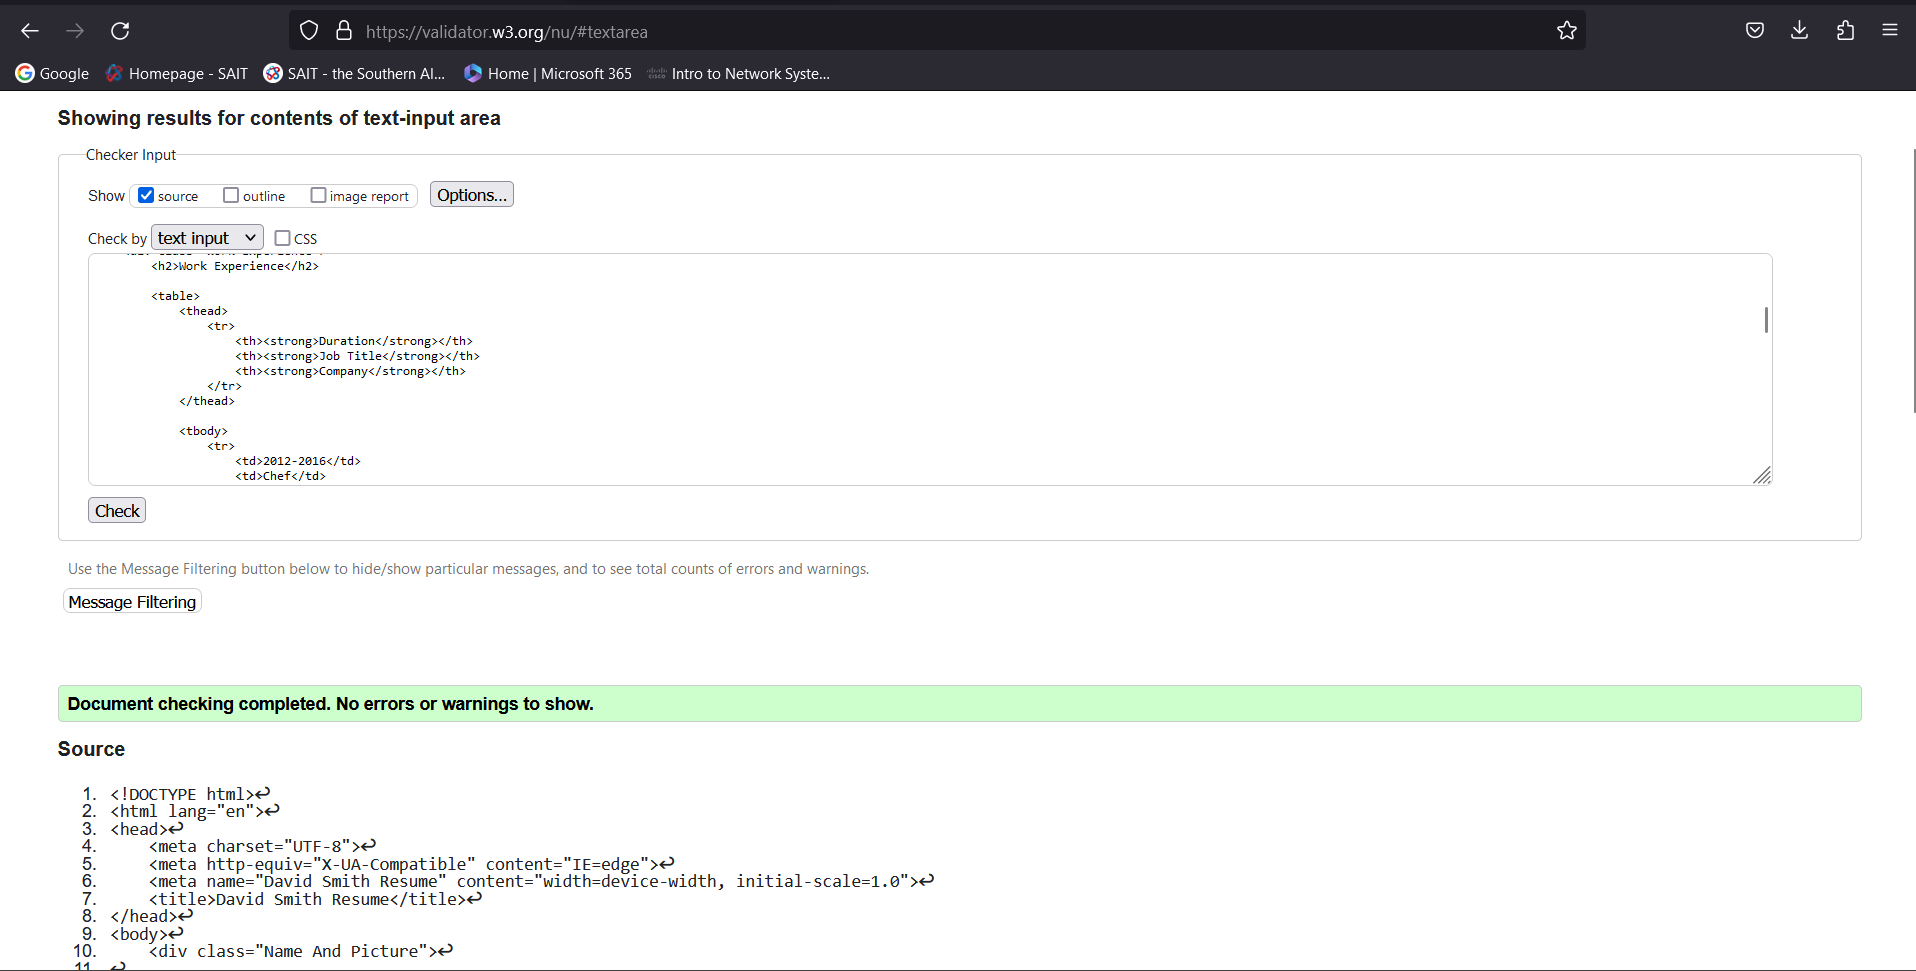 https://validator.w3.org/nu/#textarea
Google Homepage - SAIT SAIT - the Southern Al... Home | Microsoft 365 Intro to Network Syste...
Showing results for contents of text-input area
Checker Input
Show source outline image report Options...
Check by text input CSS
<h2>Work Experience</h2>
<table>
<thead>
<tr>
<th><strong>Duration</strong></th>
<th><strong>Job Title</strong></th>
<th><strong>Company</strong></th>
</tr>
</thead>
<tbody>
<tr>
<td>2012-2016</td>
<td>Chef</td>
Check
Use the Message Filtering button below to hide/show particular messages, and to see total counts of errors and warnings.
Message Filtering
Document checking completed. No errors or warnings to show.
Source
1. <!DOCTYPE html>↩
2. <html lang="en">↩
3. <head>↩
4. <meta charset="UTF-8">↩
5. <meta http-equiv="X-UA-Compatible" content="IE=edge">↩
6. <meta name="David Smith Resume" content="width=device-width, initial-scale=1.0">↩
7. <title>David Smith Resume</title>↩
8. </head>↩
9. <body>↩
10. <div class="Name And Picture">↩
11. ↩